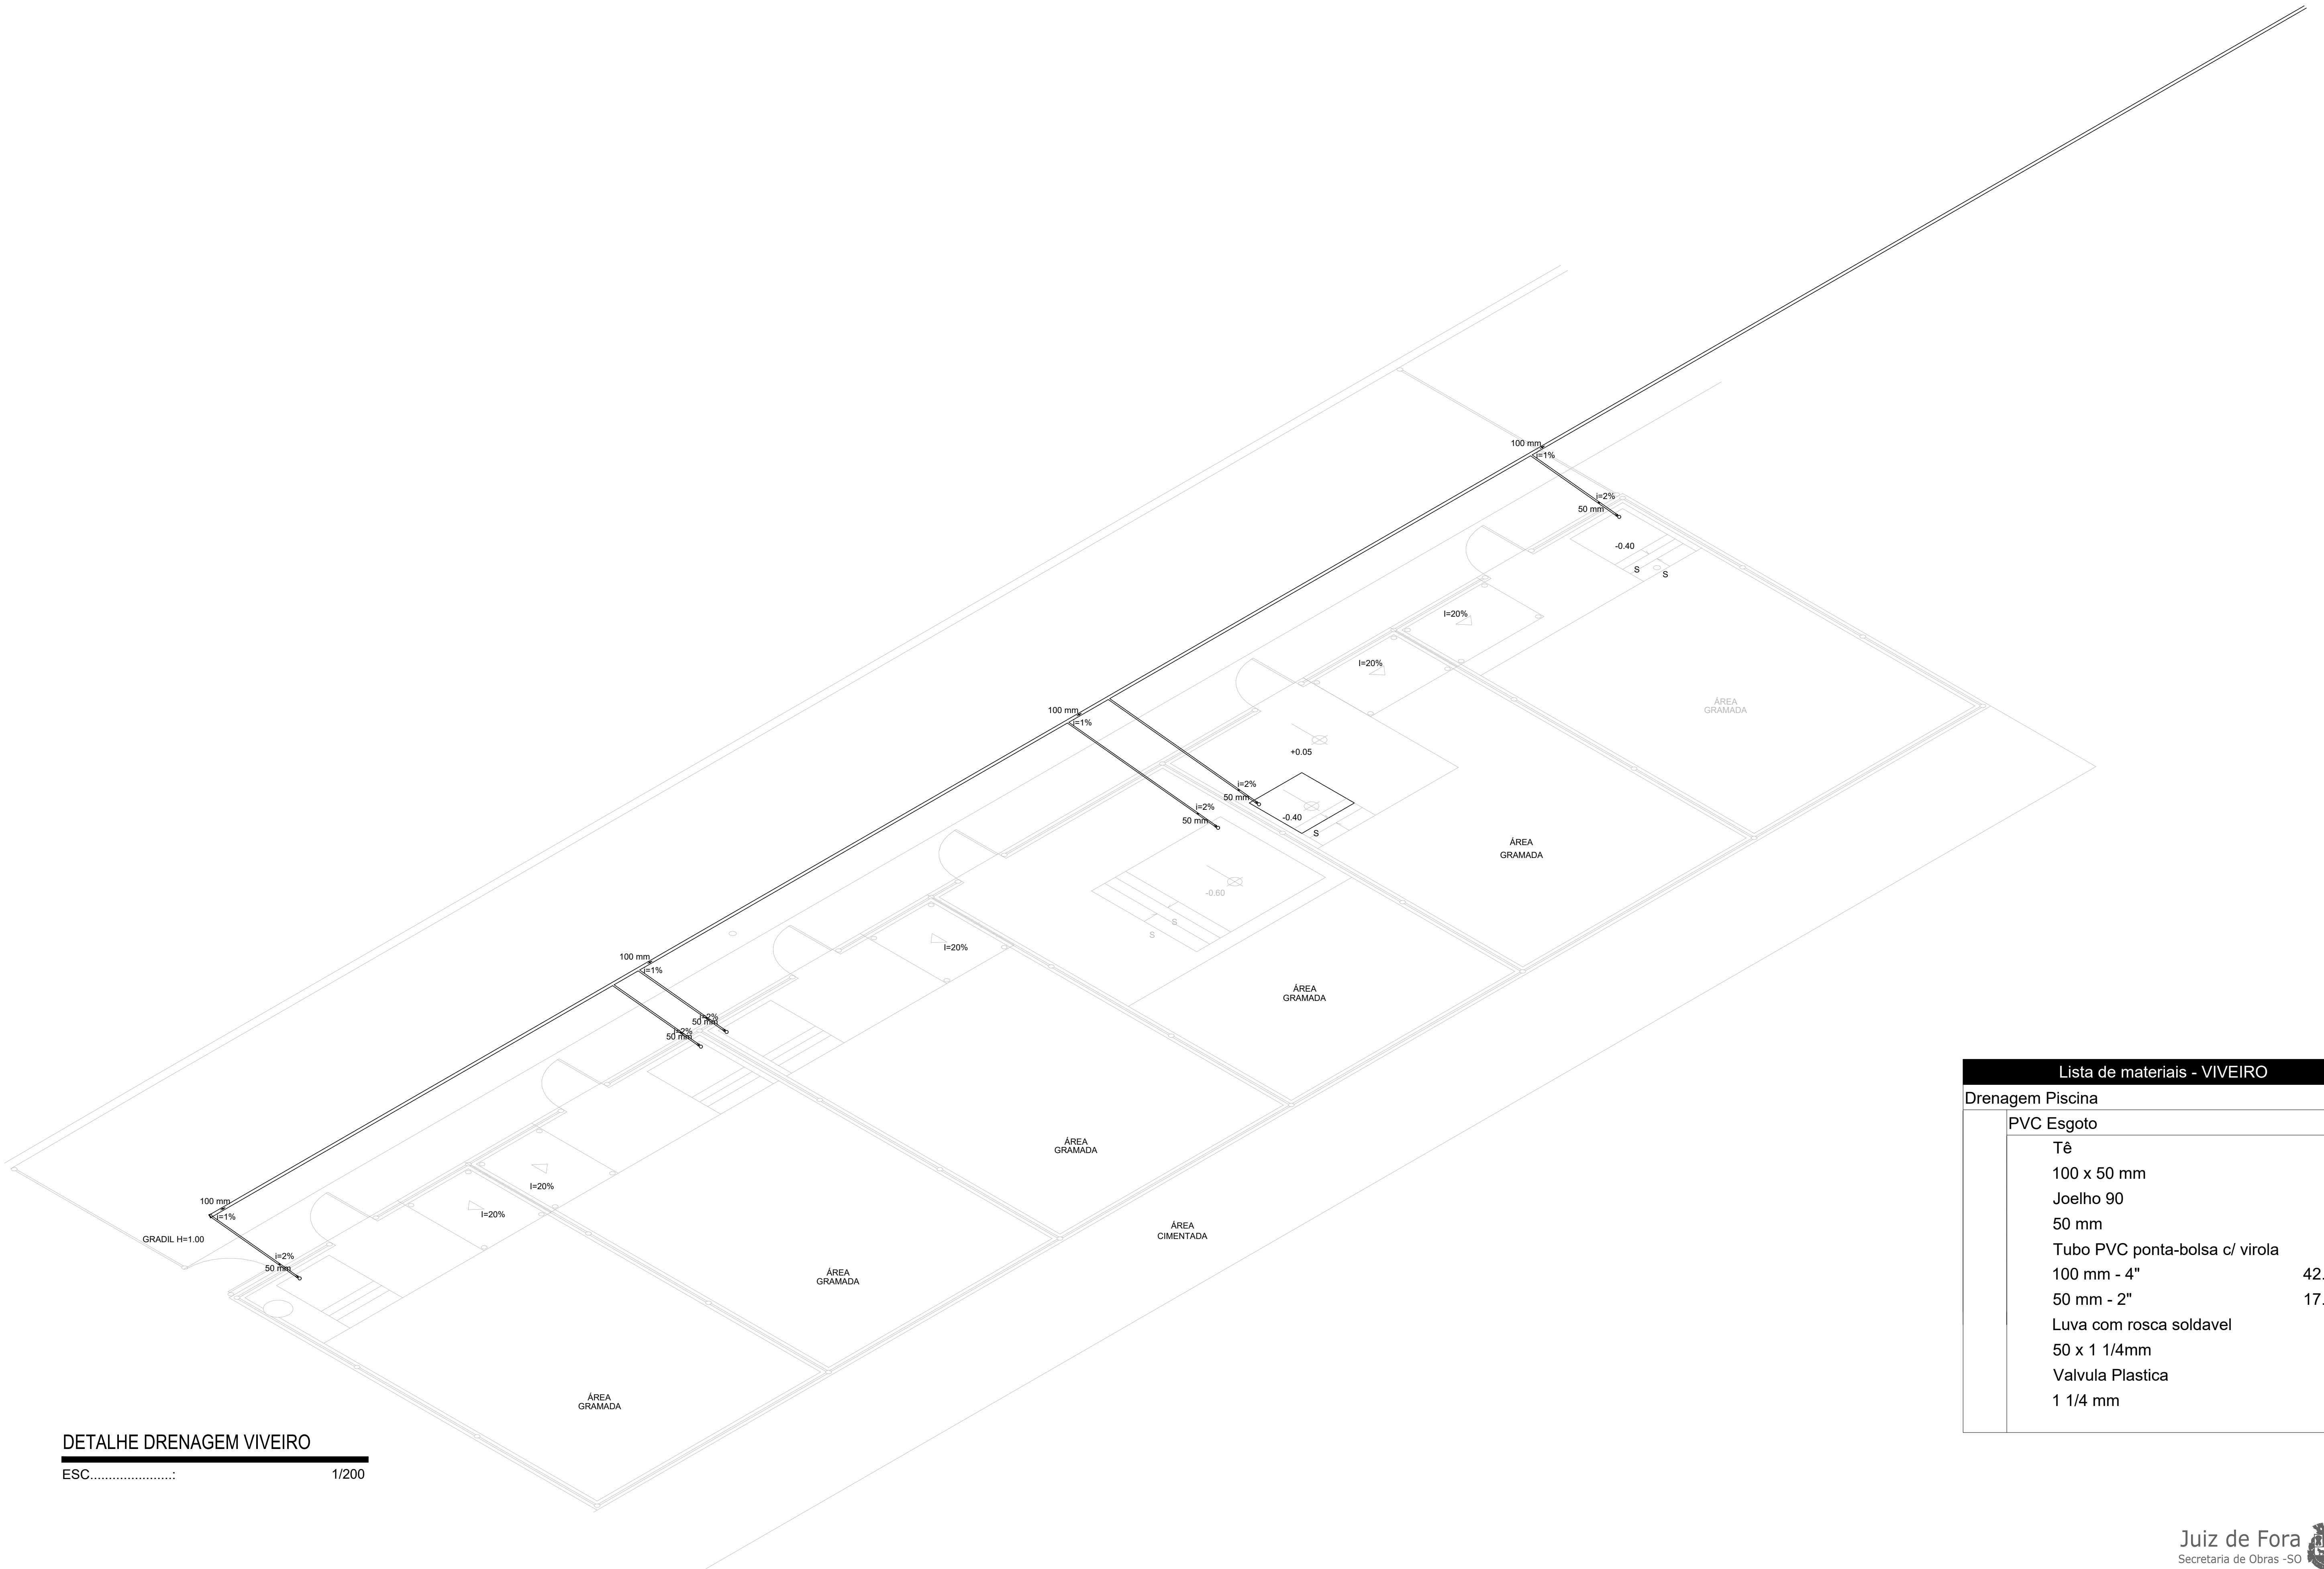 100 mm
i=1%
i=2%
50 mm
-0.40
S
S
I=20%
I=20%
ÁREA
GRAMADA
100 mm
i=1%
+0.05
i=2%
50 mm
i=2%
50 mm
-0.40
S
ÁREA
GRAMADA
-0.60
S
S
I=20%
100 mm
i=1%
ÁREA
GRAMADA
i=2%
50 mm
i=2%
50 mm
ÁREA
GRAMADA
I=20%
100 mm
i=1%
I=20%
GRADIL H=1.00
ÁREA
CIMENTADA
i=2%
50 mm
ÁREA
GRAMADA
ÁREA
GRAMADA
DETALHE DRENAGEM VIVEIRO
ESC......................: 1/200
Lista de materiais - VIVEIRO
Drenagem Piscina
PVC Esgoto
Tê
100 x 50 mm
Joelho 90
50 mm
Tubo PVC ponta-bolsa c/ virola
100 mm - 4" 42.
50 mm - 2" 17.
Luva com rosca soldavel
50 x 1 1/4mm
Valvula Plastica
1 1/4 mm
Juiz de Fora
Secretaria de Obras -SO